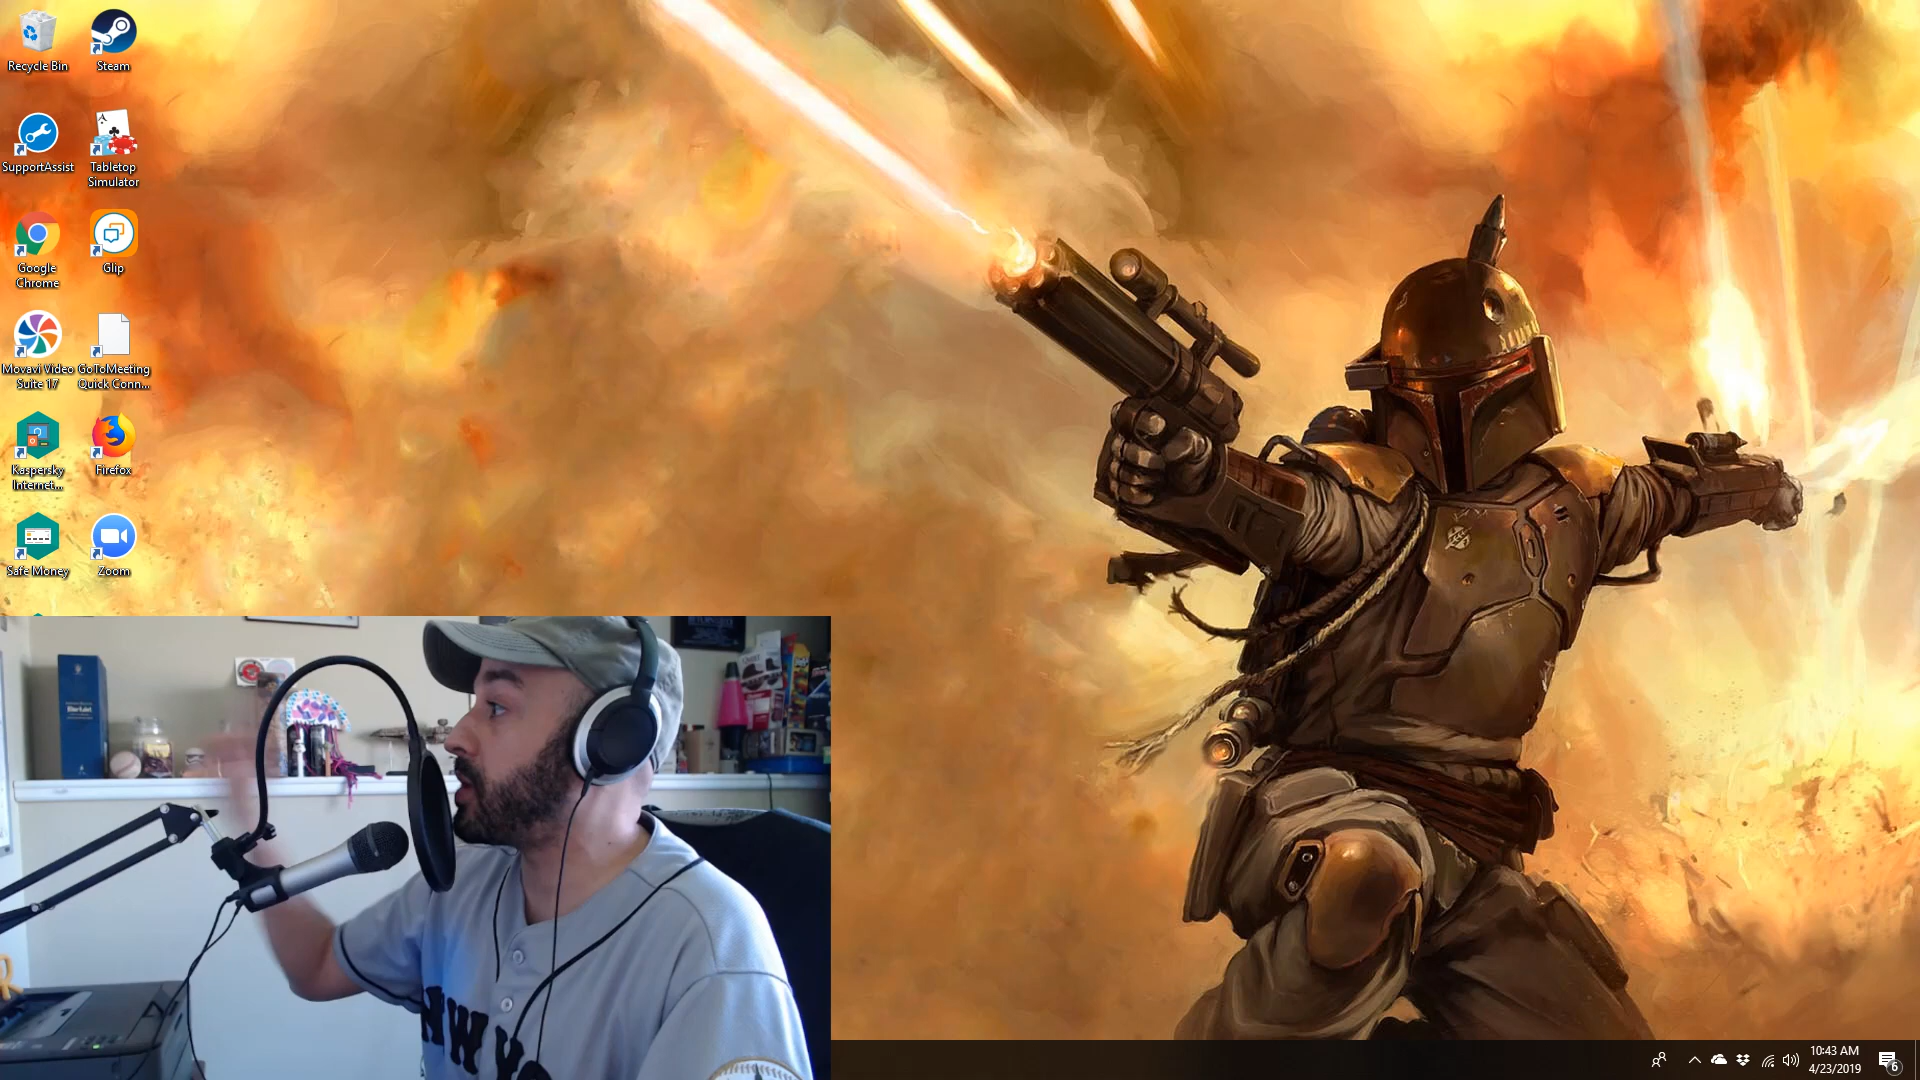 Recycle Bin
Steam
SupportAssist
Tabletop
Simulator
Google
Chrome
Glip
Movavi Video
Suite 17
GoToMeeting
Quick Conn...
Kaspersky
Internet...
Firefox
Safe Money
Zoom
10:43 AM
4/23/2019
6